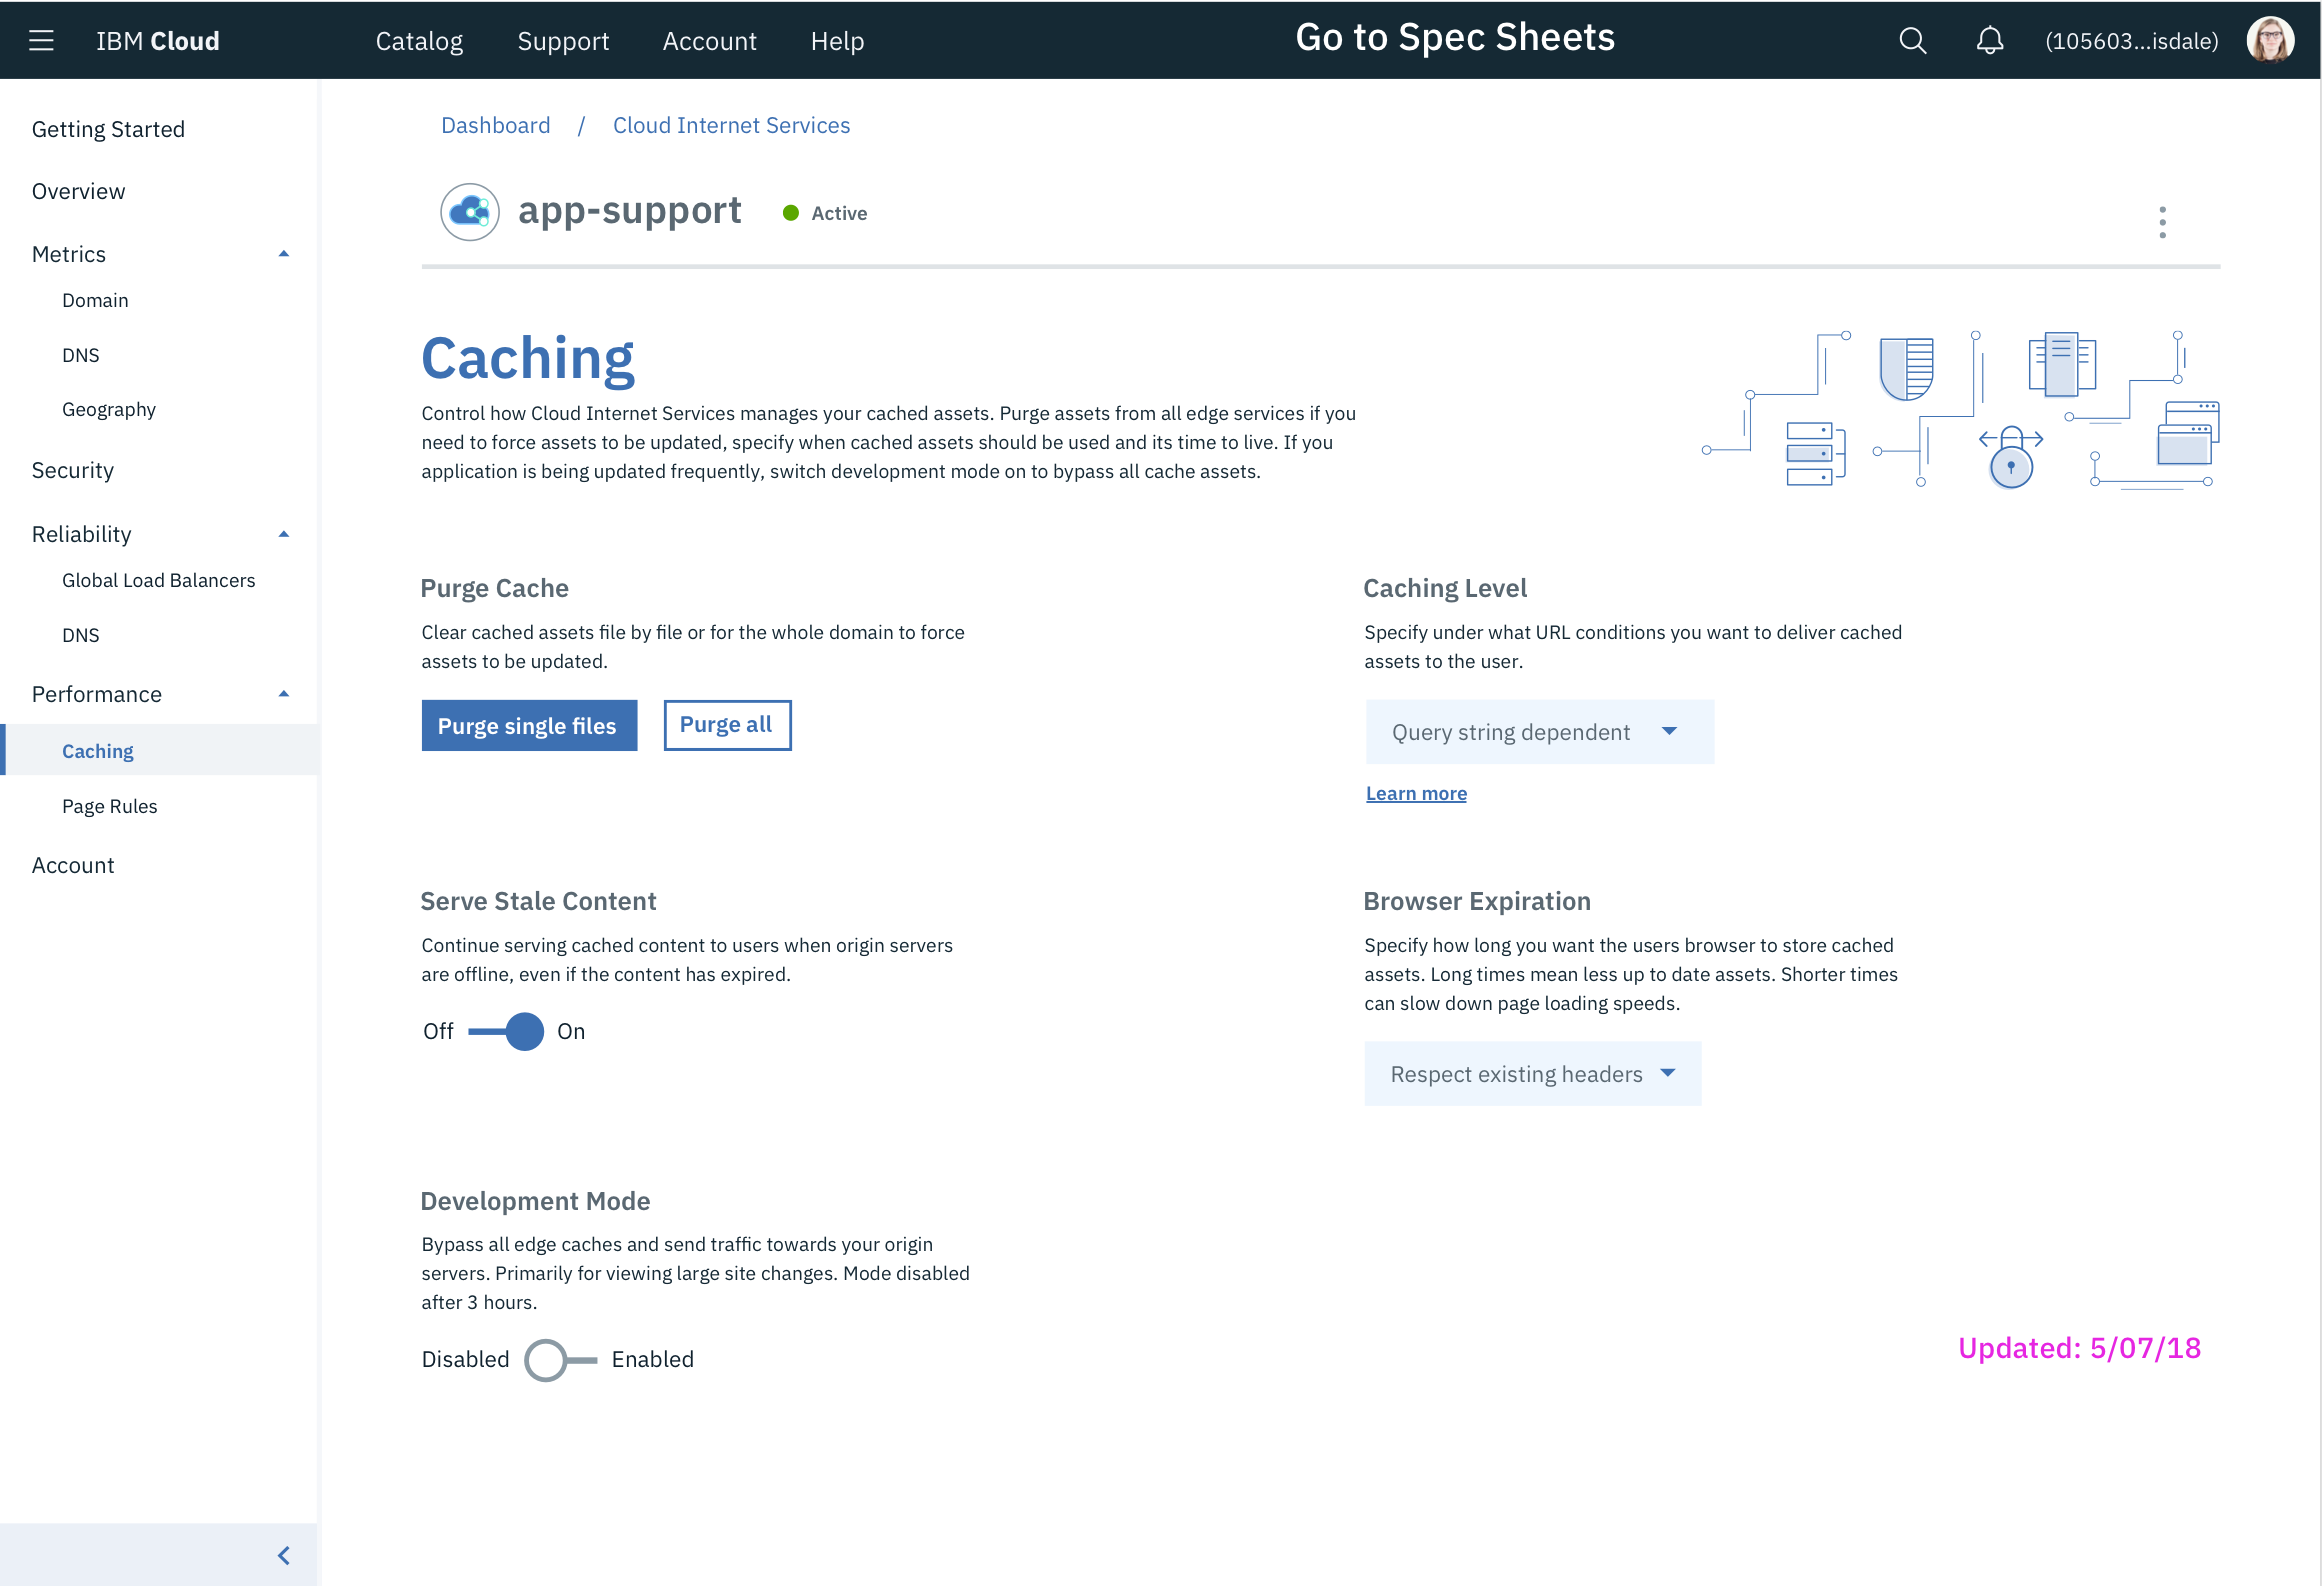 IBM Cloud
Catalog
Support
Account
Help
Go to Spec Sheets
(105603...isdale)
Getting Started
Overview
Metrics
Domain
DNS
Geography
Security
Reliability
Global Load Balancers
DNS
Performance
Caching
Page Rules
Account
Dashboard / Cloud Internet Services
app-support
Active
Caching
Control how Cloud Internet Services manages your cached assets. Purge assets from all edge services if you
need to force assets to be updated, specify when cached assets should be used and its time to live. If you
application is being updated frequently, switch development mode on to bypass all cache assets.
Purge Cache
Clear cached assets file by file or for the whole domain to force
assets to be updated.
Purge single files
Purge all
Caching Level
Specify under what URL conditions you want to deliver cached
assets to the user.
Query string dependent
Learn more
Serve Stale Content
Continue serving cached content to users when origin servers
are offline, even if the content has expired.
Off
On
Browser Expiration
Specify how long you want the users browser to store cached
assets. Long times mean less up to date assets. Shorter times
can slow down page loading speeds.
Respect existing headers
Development Mode
Bypass all edge caches and send traffic towards your origin
servers. Primarily for viewing large site changes. Mode disabled
after 3 hours.
Disabled
Enabled
Updated: 5/07/18